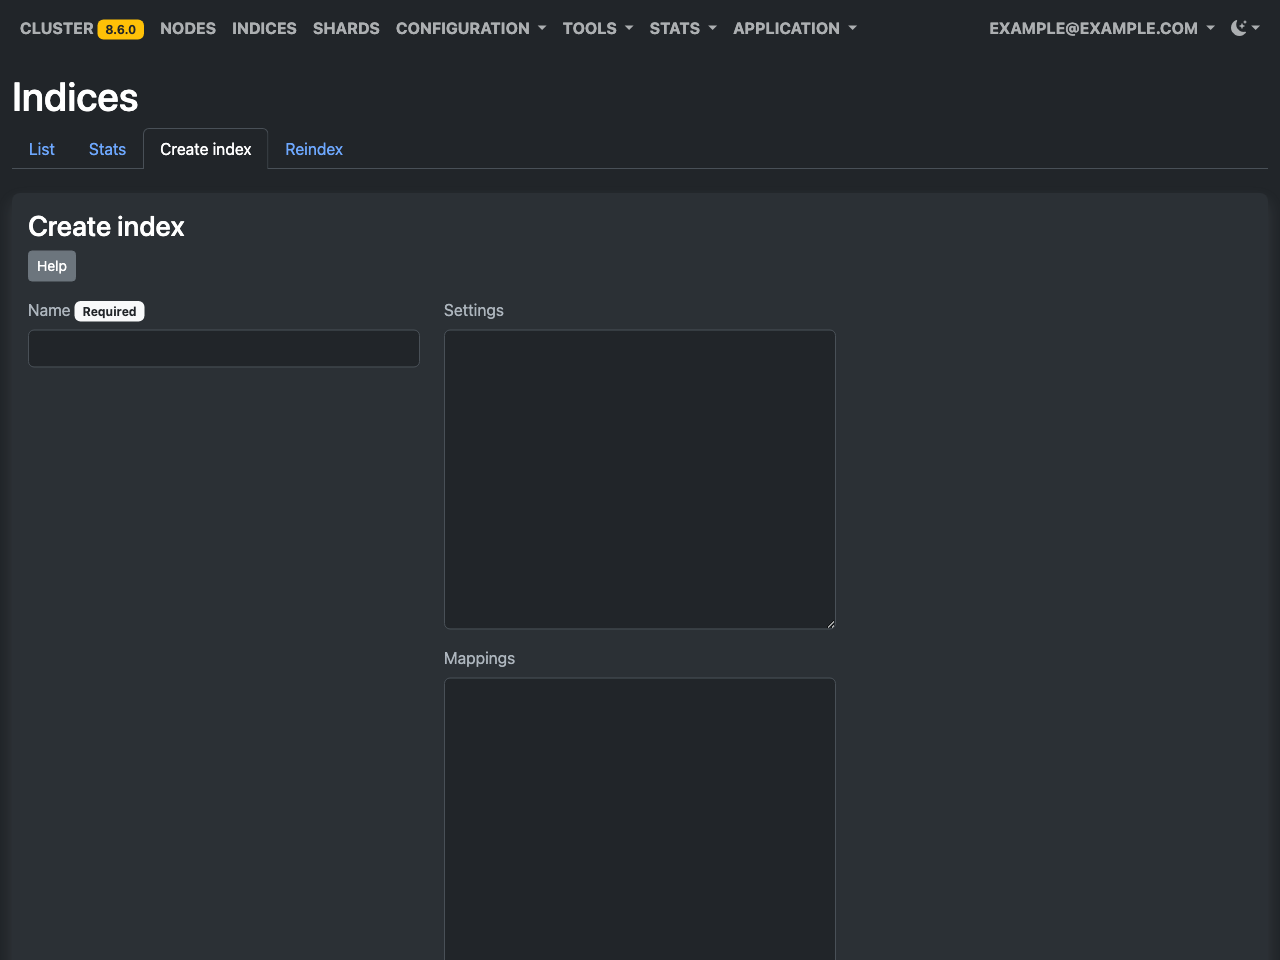 CLUSTER 8.6.0 NODES INDICES SHARDS CONFIGURATION TOOLS STATS APPLICATION EXAMPLE@EXAMPLE.COM
Indices
List Stats Create index Reindex
Create index
Help
Name Required
Settings
Mappings